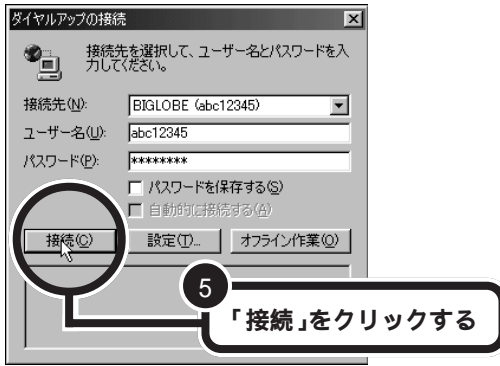 ダイヤルアップの接続
接続先を選択して、ユーザー名とパスワードを入
力してください。
接続先(N):
BIGLOBE (abc12345)
ユーザー名(U):
abc12345
パスワード(P):
********
パスワードを保存する(S)
自動的に接続する(A)
接続(C)
設定(T)...
オフライン作業(O)
5
「接続」をクリックする